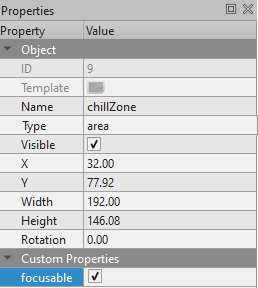 Properties
Property Value
Object
ID 9
Template
Name chillZone
Type area
Visible
X 32.00
Y 77.92
Width 192.00
Height 146.08
Rotation 0.00
Custom Properties
focusable